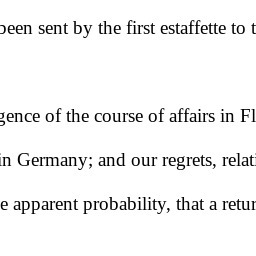 been sent by the first estaffette to t
gence of the course of affairs in Fl
in Germany; and our regrets, relati
e apparent probability, that a retur